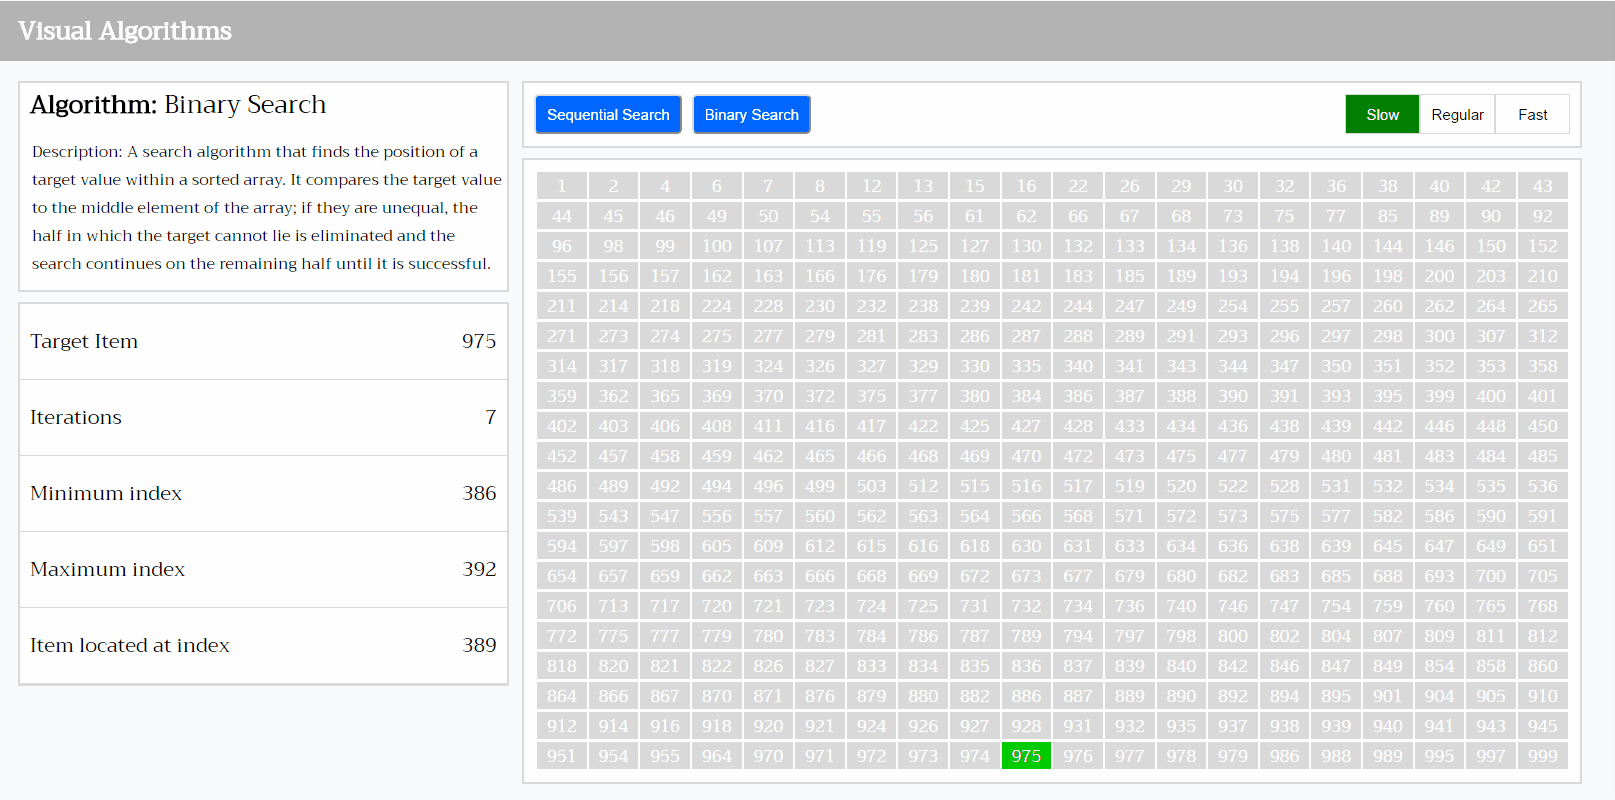 Visual Algorithms
Algorithm: Binary Search
Description: A search algorithm that finds the position of a
target value within a sorted array. It compares the target value
to the middle element of the array; if they are unequal, the
half in which the target cannot lie is eliminated and the
search continues on the remaining half until it is successful.
Target Item 975
Iterations 7
Minimum index 386
Maximum index 392
Item located at index 389
Sequential Search Binary Search Slow Regular Fast
1 2 4 6 7 8 12 13 15 16 22 26 29 30 32 36 38 40 42 43
44 45 46 49 50 54 55 56 61 62 66 67 68 73 75 77 85 89 90 92
96 98 99 100 107 113 119 125 127 130 132 133 134 136 138 140 144 146 150 152
155 156 157 162 163 166 176 179 180 181 183 185 189 193 194 196 198 200 203 210
211 214 218 224 228 230 232 238 239 242 244 247 249 254 255 257 260 262 264 265
271 273 274 275 277 279 281 283 286 287 288 289 291 293 296 297 298 300 307 312
314 317 318 319 324 326 327 329 330 335 340 341 343 344 347 350 351 352 353 358
359 362 365 369 370 372 375 377 380 384 386 387 388 390 391 393 395 399 400 401
402 403 406 408 411 416 417 422 425 427 428 433 434 436 438 439 442 446 448 450
452 457 458 459 462 465 466 468 469 470 472 473 475 477 479 480 481 483 484 485
486 489 492 494 496 499 503 512 515 516 517 519 520 522 528 531 532 534 535 536
539 543 547 556 557 560 562 563 564 566 568 571 572 573 575 577 582 586 590 591
594 597 598 605 609 612 615 616 618 630 631 633 634 636 638 639 645 647 649 651
654 657 659 662 663 666 668 669 672 673 677 679 680 682 683 685 688 693 700 705
706 713 717 720 721 723 724 725 731 732 734 736 740 746 747 754 759 760 765 768
772 775 777 779 780 783 784 786 787 789 794 797 798 800 802 804 807 809 811 812
818 820 821 822 826 827 833 834 835 836 837 839 840 842 846 847 849 854 858 860
864 866 867 870 871 876 879 880 882 886 887 889 890 892 894 895 901 904 905 910
912 914 916 918 920 921 924 926 927 928 931 932 935 937 938 939 940 941 943 945
951 954 955 964 970 971 972 973 974 975 976 977 978 979 986 988 989 995 997 999